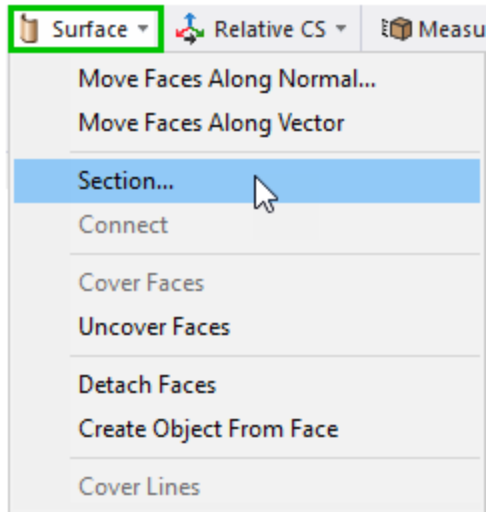 Surface Relative CS Measu
Move Faces Along Normal...
Move Faces Along Vector
Section...
Connect
Cover Faces
Uncover Faces
Detach Faces
Create Object From Face
Cover Lines